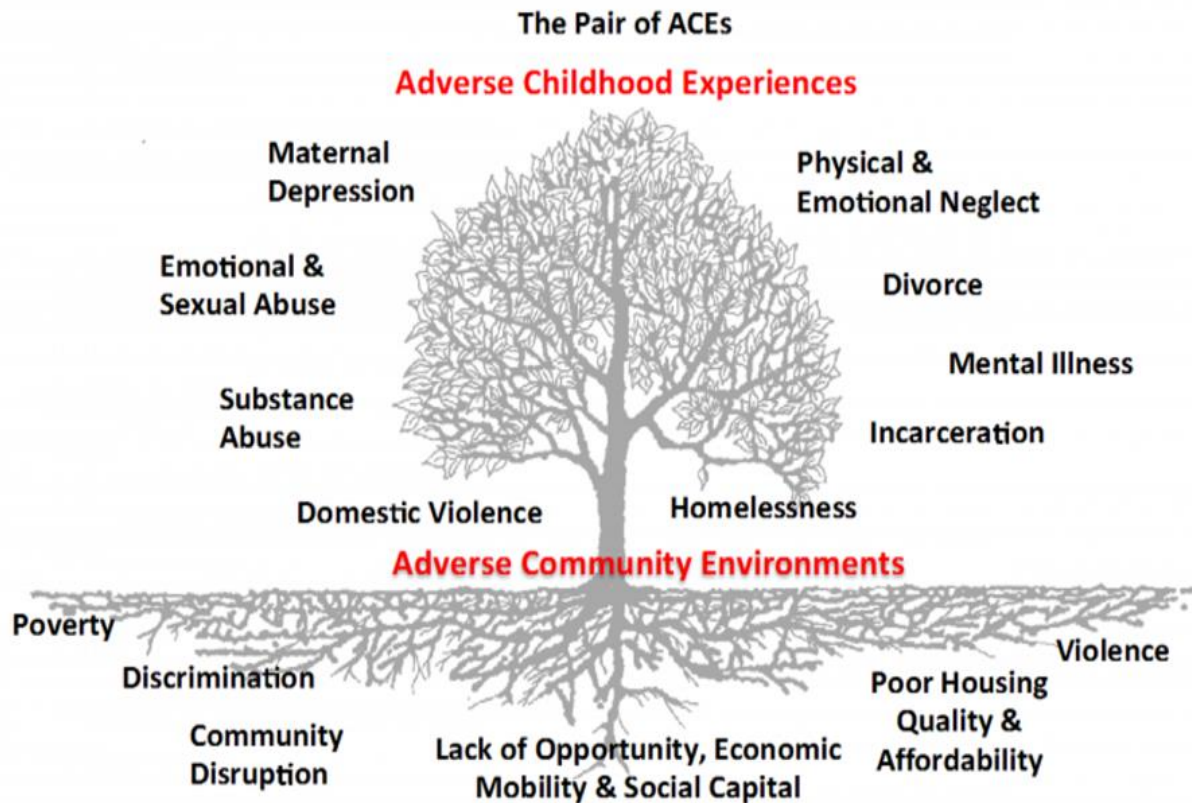 The Pair of ACEs
Adverse Childhood Experiences
Maternal
Depression
Physical &
Emotional Neglect
Emotional &
Sexual Abuse
Divorce
Mental Illness
Substance
Abuse
Incarceration
Domestic Violence
Homelessness
Adverse Community Environments
Poverty
Violence
Discrimination
Poor Housing
Quality &
Affordability
Community
Disruption
Lack of Opportunity, Economic
Mobility & Social Capital